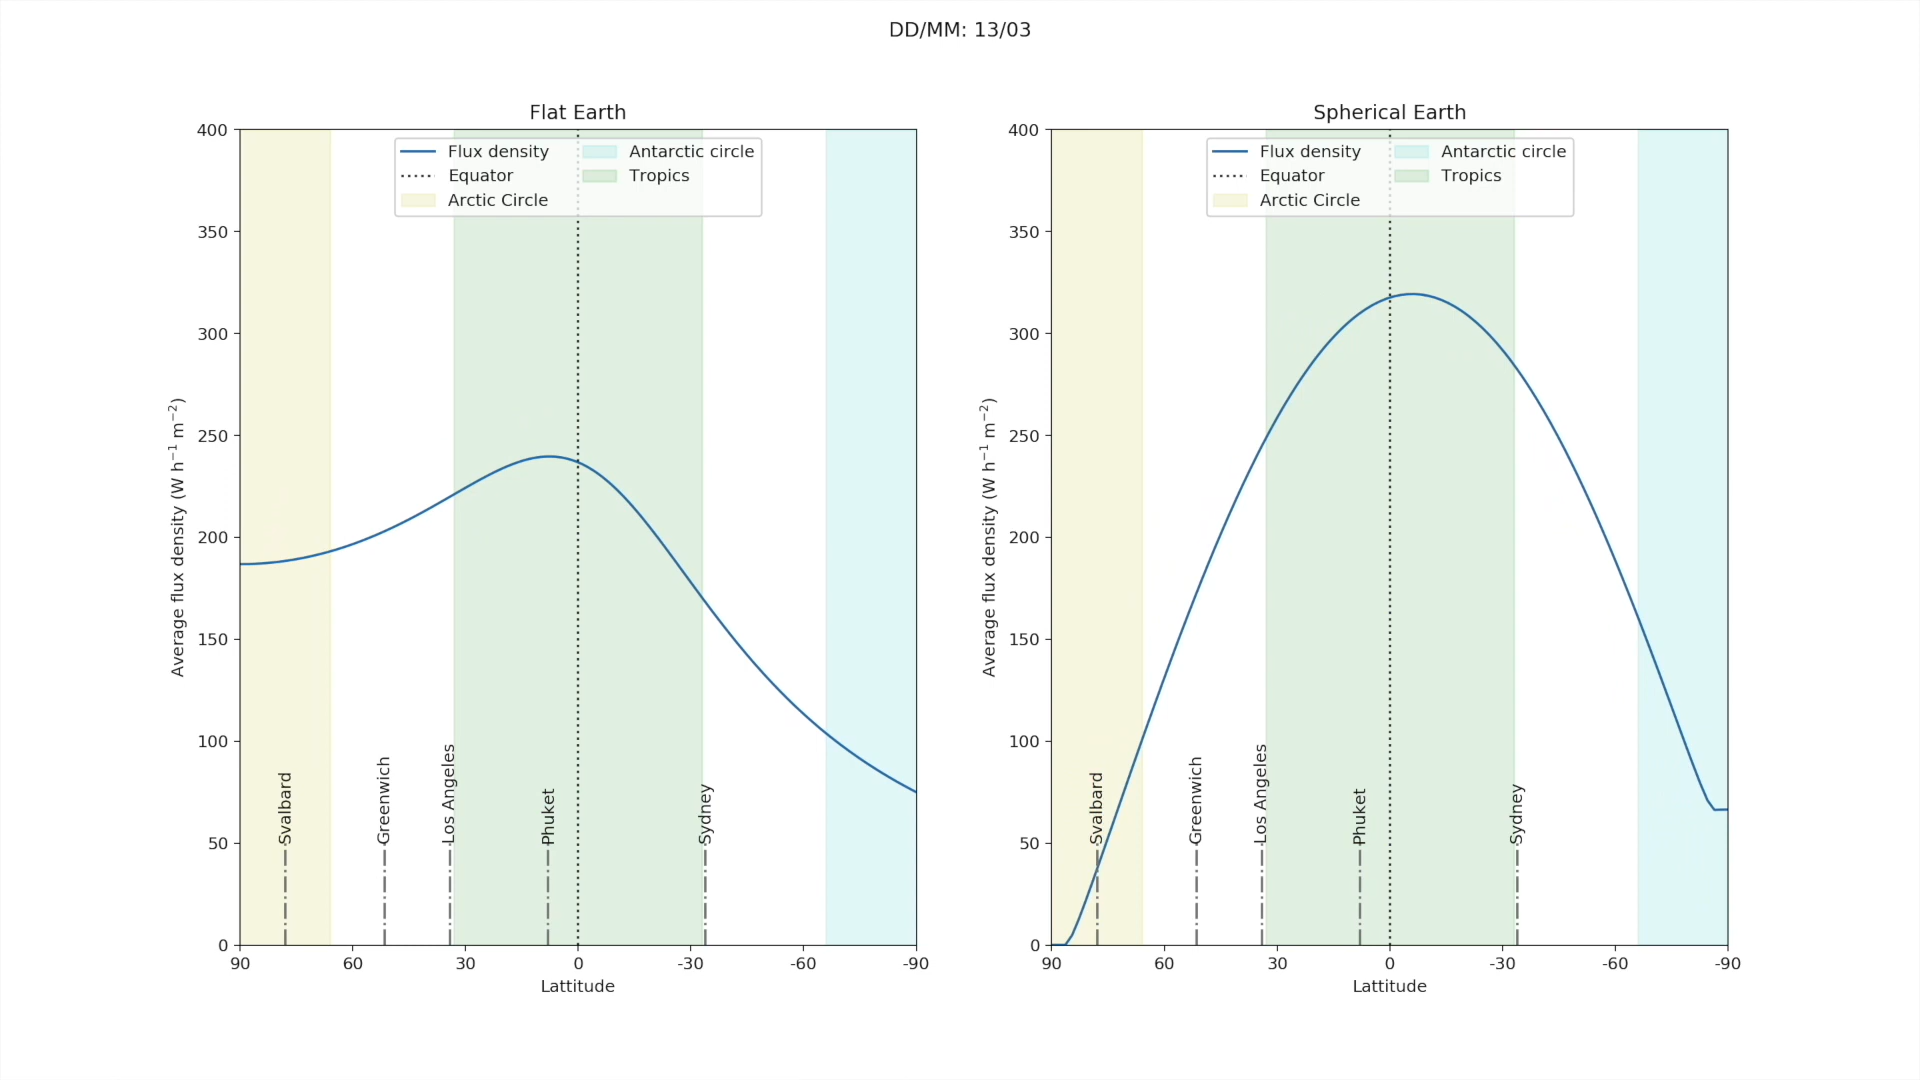 DD/MM: 13/03
Flat Earth
400
350
300
250
200
150
100
50
0
Average flux density (W h⁻¹ m⁻²)
Flux density
Equator
Arctic Circle
Antarctic circle
Tropics
Svalbard
Greenwich
Los Angeles
Phuket
Sydney
90 60 30 0 -30 -60 -90
Lattitude
Spherical Earth
400
350
300
250
200
150
100
50
0
Average flux density (W h⁻¹ m⁻²)
Flux density
Equator
Arctic Circle
Antarctic circle
Tropics
Svalbard
Greenwich
Los Angeles
Phuket
Sydney
90 60 30 0 -30 -60 -90
Lattitude